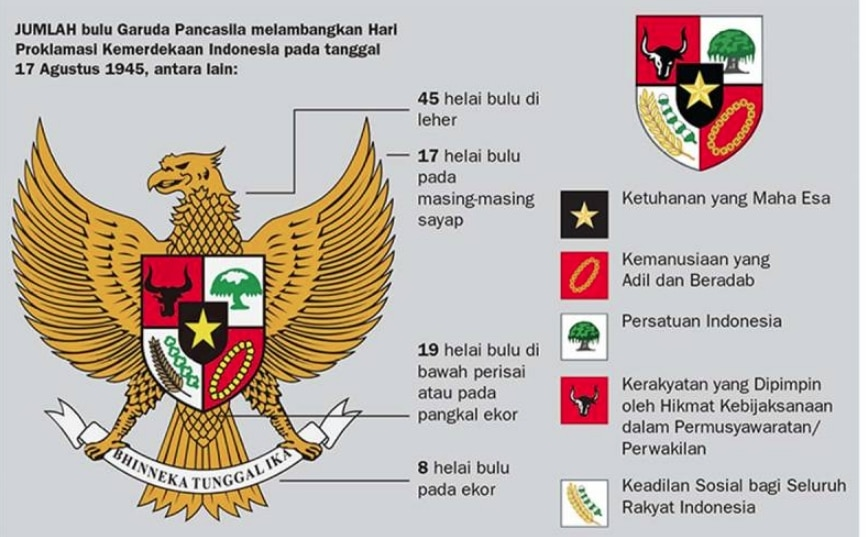 JUMLAH bulu Garuda Pancasila melambangkan Hari
Proklamasi Kemerdekaan Indonesia pada tanggal
17 Agustus 1945, antara lain:
45 helai bulu di
leher
17 helai bulu
pada
masing-masing
sayap
19 helai bulu di
bawah perisai
atau pada
pangkal ekor
8 helai bulu
pada ekor
BHINNEKA TUNGGAL IKA
Ketuhanan yang Maha Esa
Kemanusiaan yang
Adil dan Beradab
Persatuan Indonesia
Kerakyatan yang Dipimpin
oleh Hikmat Kebijaksanaan
dalam Permusyawaratan/
Perwakilan
Keadilan Sosial bagi Seluruh
Rakyat Indonesia